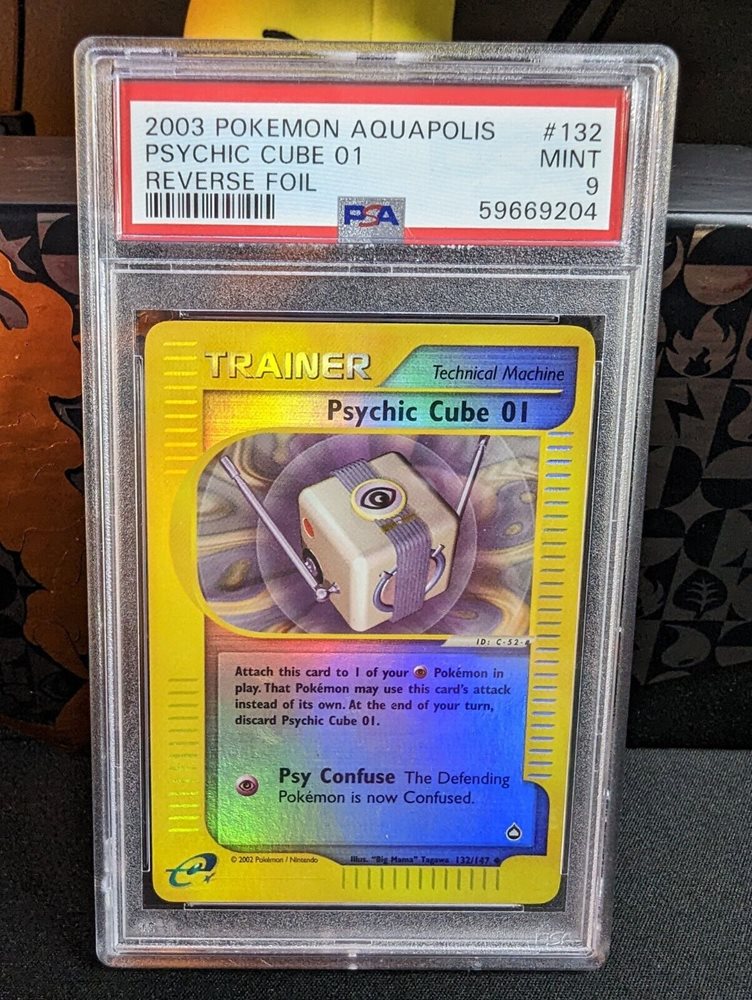 2003 POKEMON AQUAPOLIS #132
PSYCHIC CUBE 01 MINT
REVERSE FOIL 9
PSA 59669204
TRAINER Technical Machine
Psychic Cube 01
ID: C-52-#
Attach this card to 1 of your Pokémon in
play. That Pokémon may use this card's attack
instead of its own. At the end of your turn,
discard Psychic Cube 01.
Psy Confuse The Defending
Pokémon is now Confused.
© 2002 Pokémon / Nintendo Illus. "Big Mama" Tagawa 132/147
e
PSA